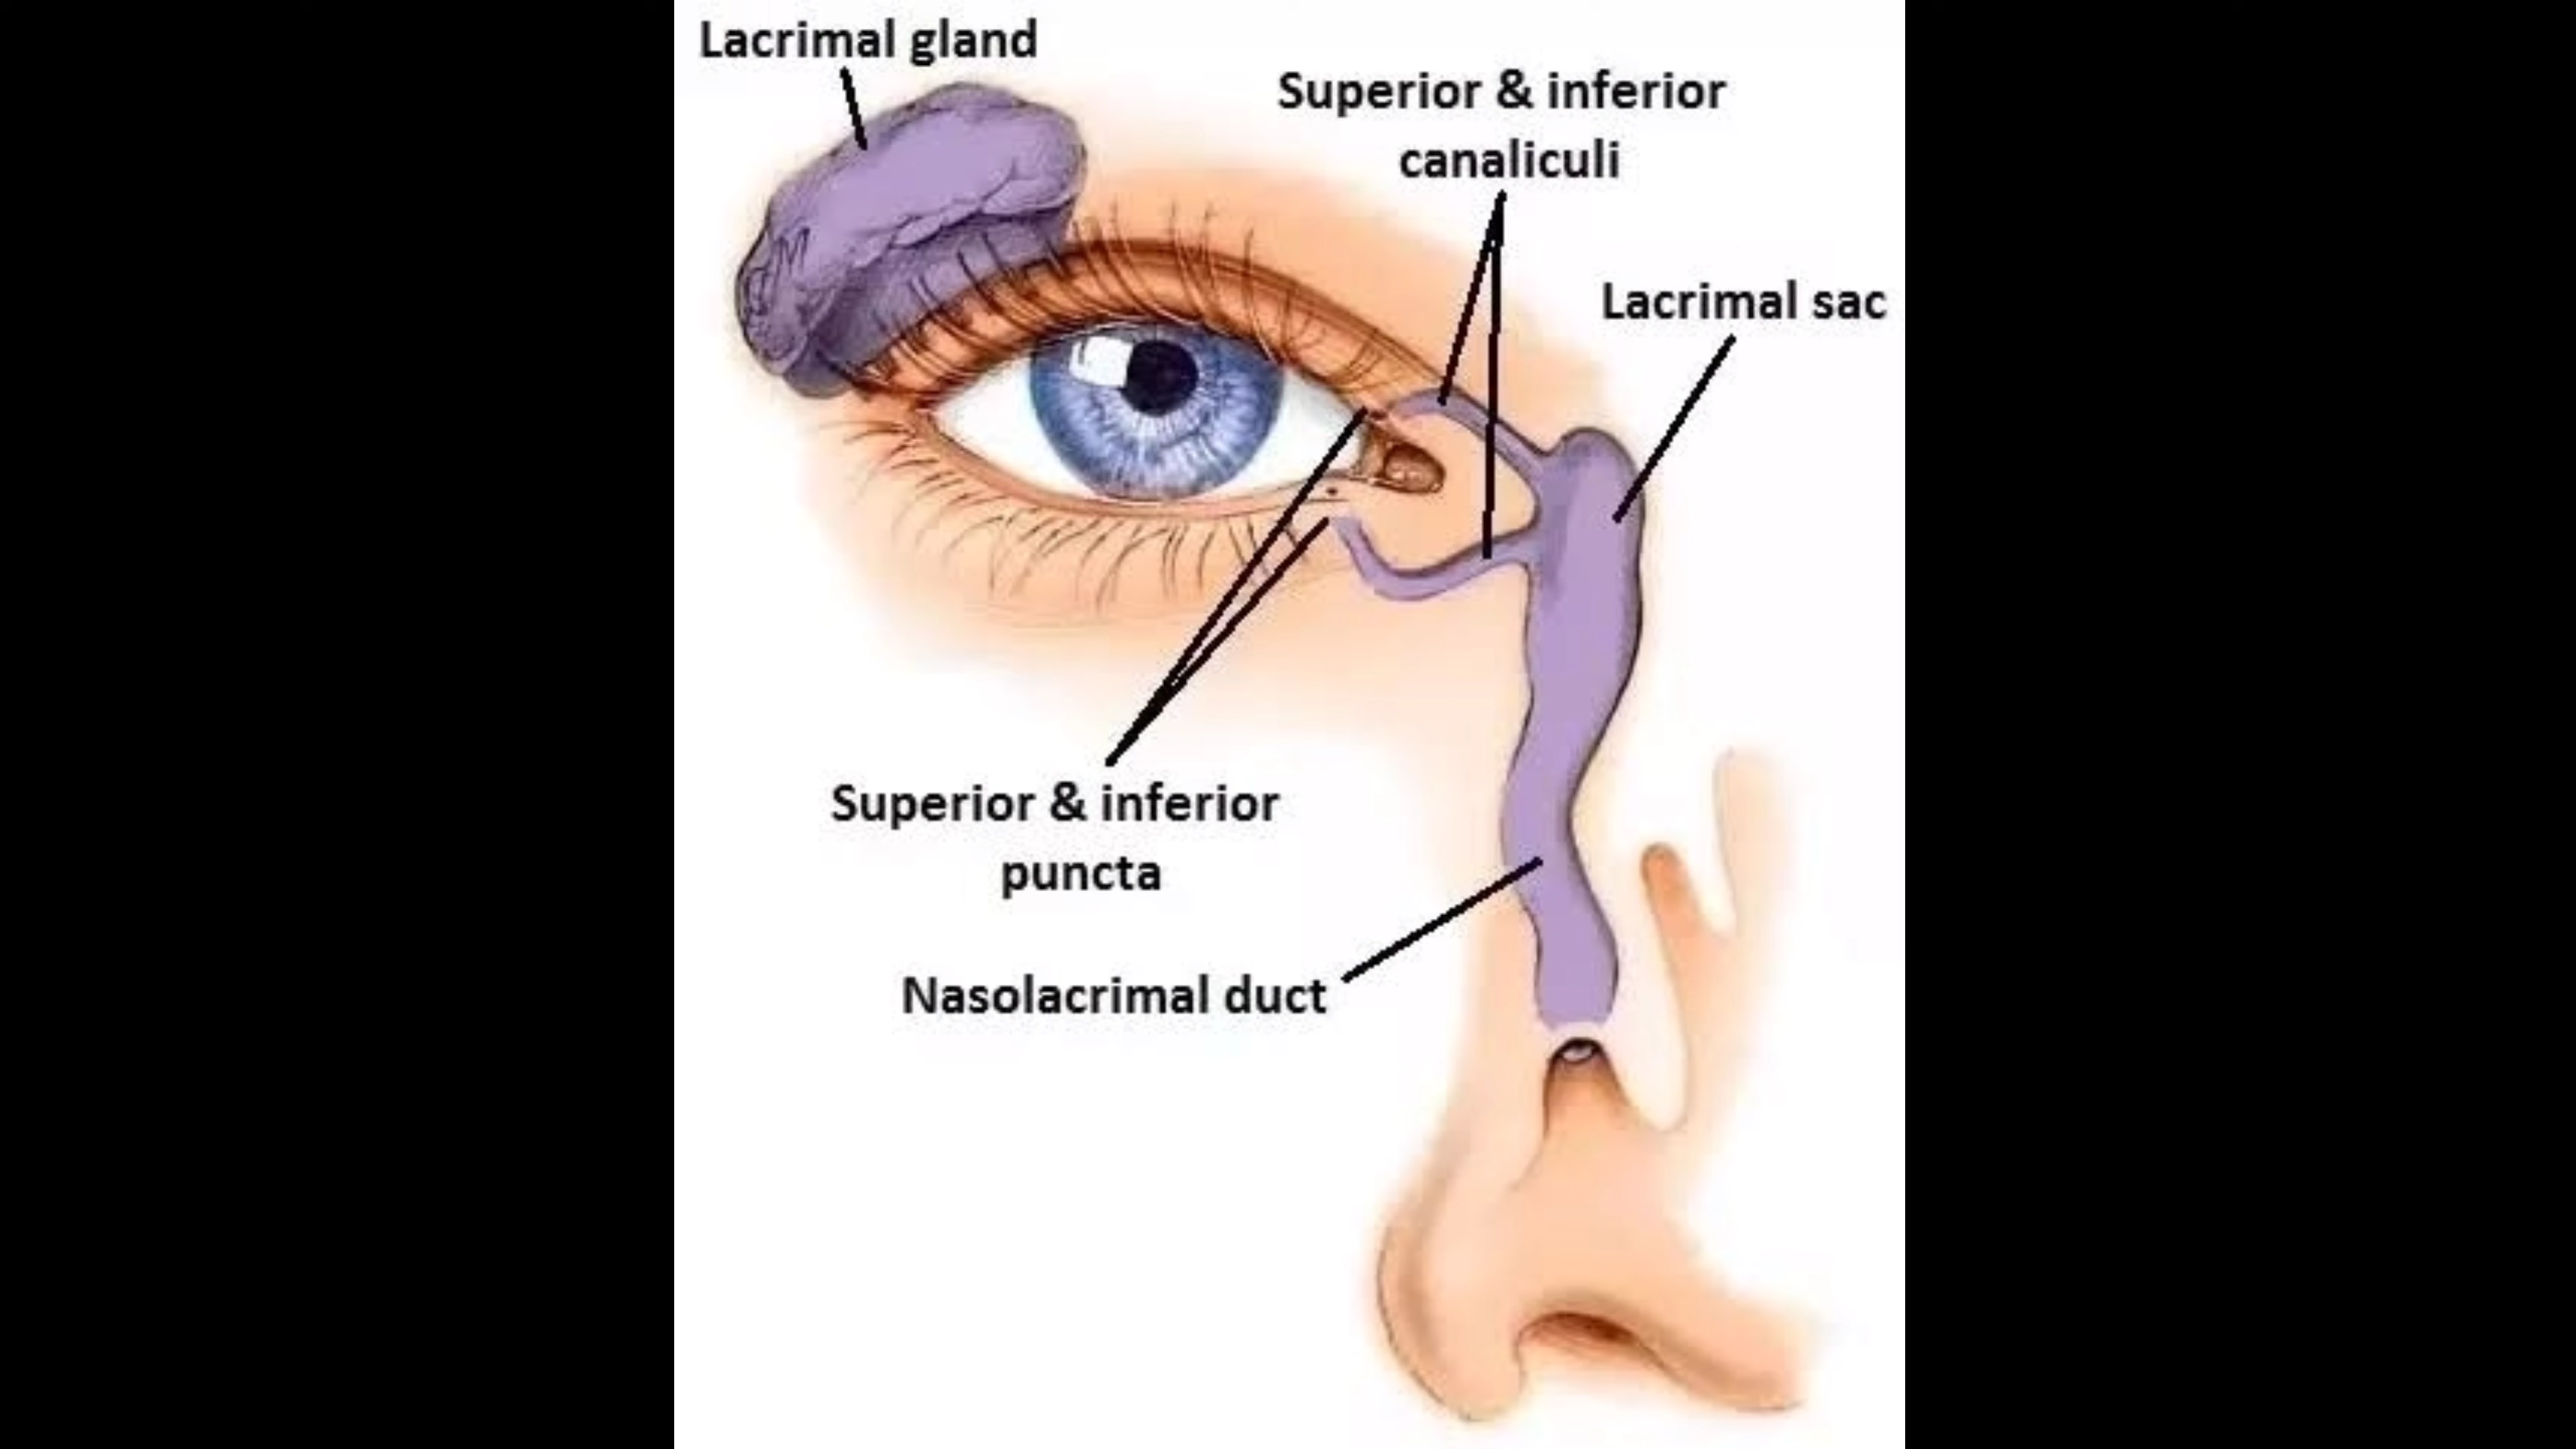 Lacrimal gland
Superior & inferior
canaliculi
Lacrimal sac
Superior & inferior
puncta
Nasolacrimal duct